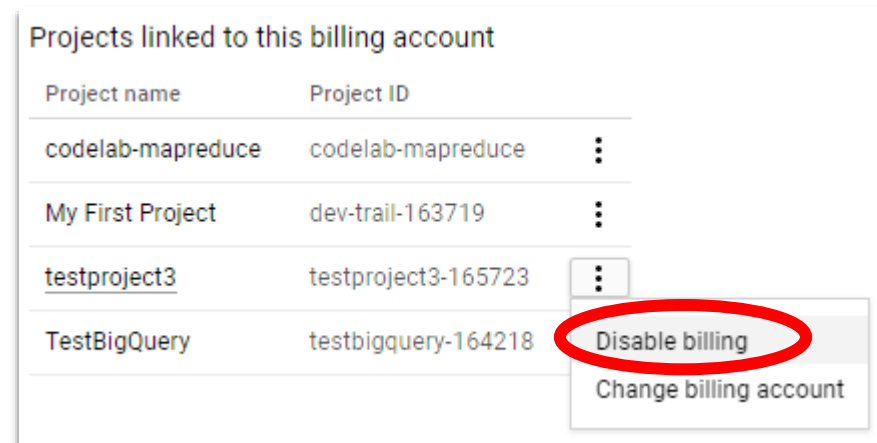 Projects linked to this billing account
Project name Project ID
codelab-mapreduce codelab-mapreduce
My First Project dev-trail-163719
testproject3 testproject3-165723
TestBigQuery testbigquery-164218 Disable billing
Change billing account